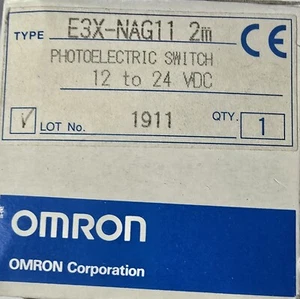 TYPE E3X-NAG11 2m CE
PHOTOELECTRIC SWITCH
12 to 24 VDC
LOT No. 1911 QTY. 1
OMRON
OMRON Corporation